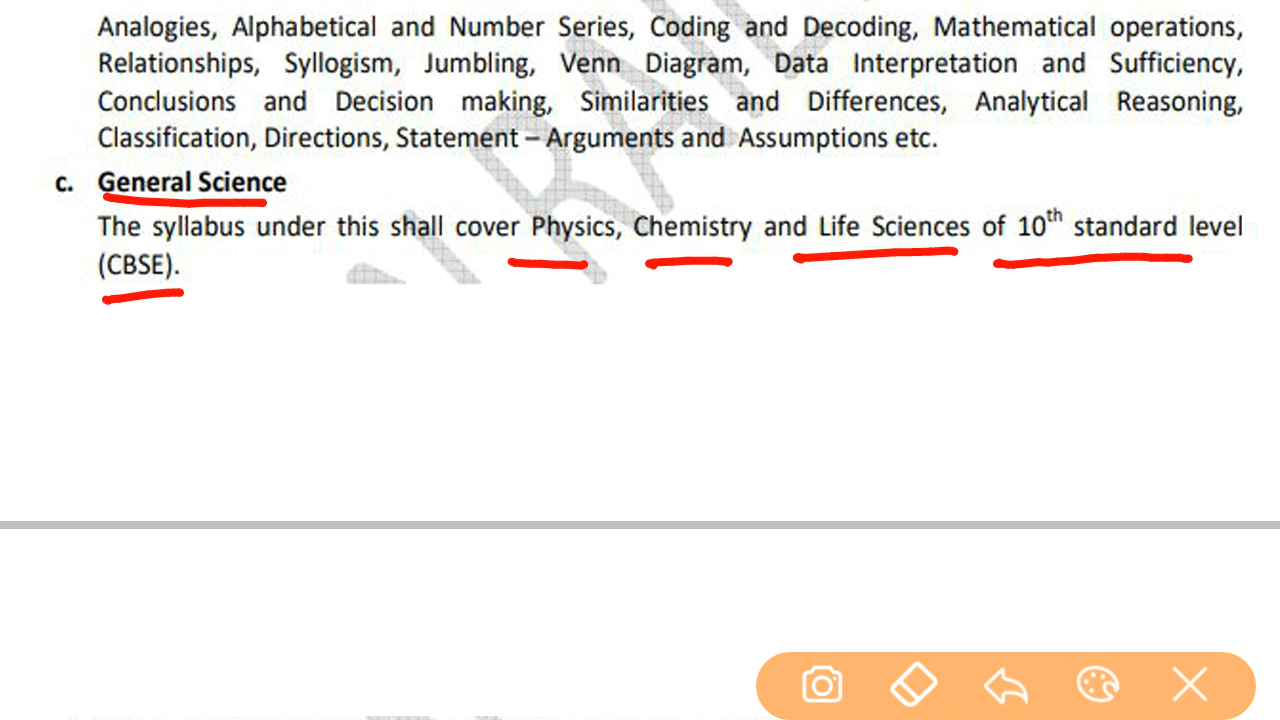 Analogies, Alphabetical and Number Series, Coding and Decoding, Mathematical operations,
Relationships, Syllogism, Jumbling, Venn Diagram, Data Interpretation and Sufficiency,
Conclusions and Decision making, Similarities and Differences, Analytical Reasoning,
Classification, Directions, Statement – Arguments and Assumptions etc.
c. General Science
The syllabus under this shall cover Physics, Chemistry and Life Sciences of 10th standard level
(CBSE).